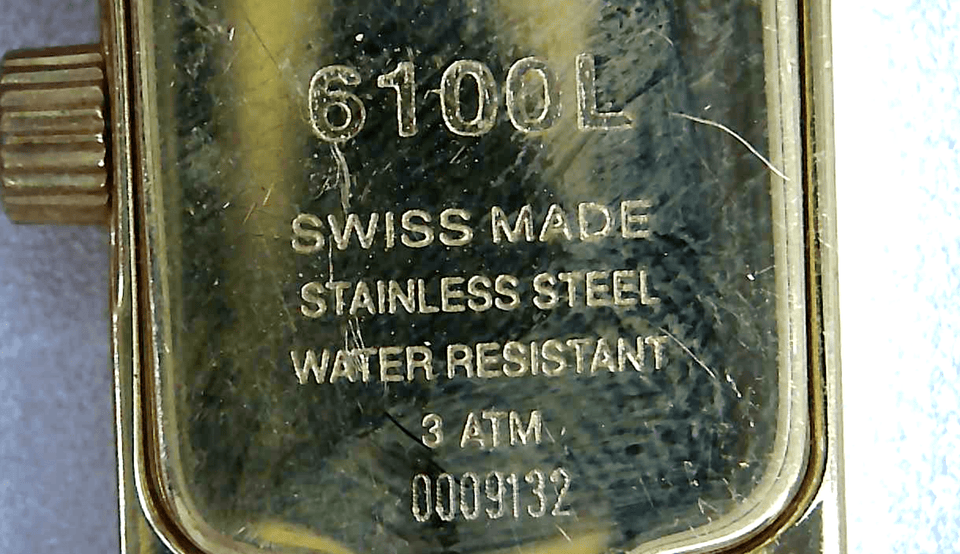 6100L
SWISS MADE
STAINLESS STEEL
WATER RESISTANT
3 ATM
0009132